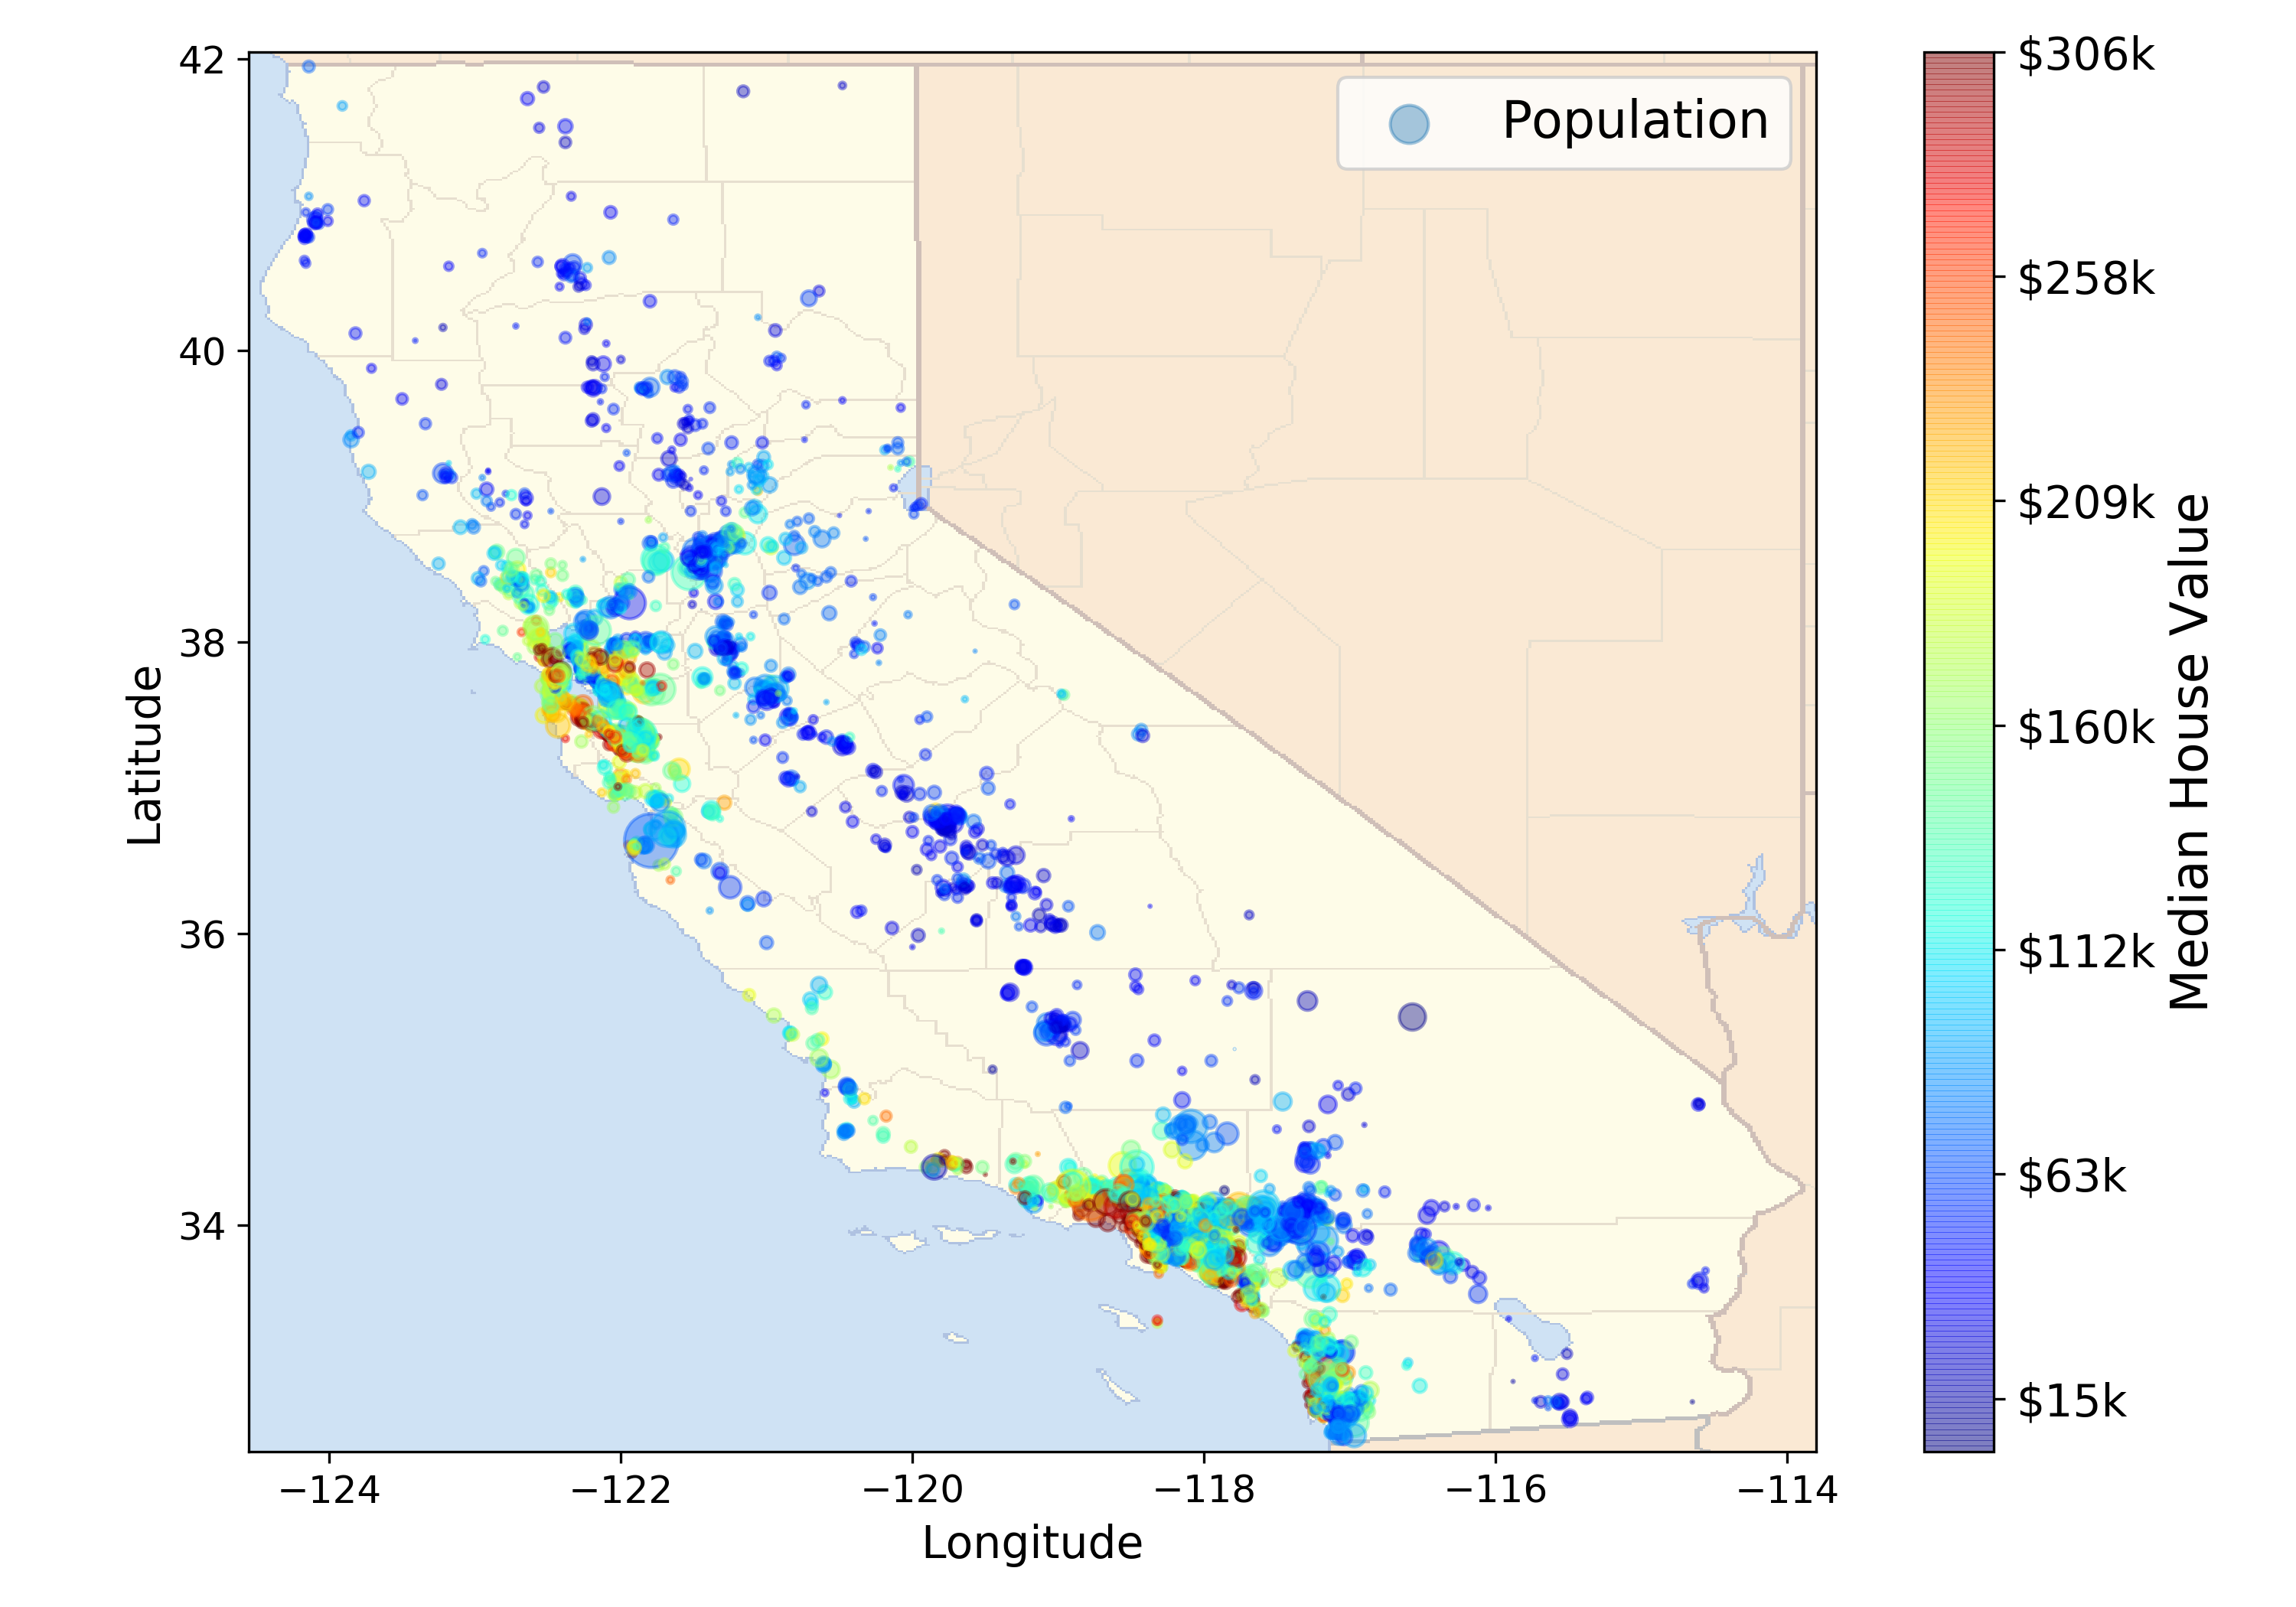 42
40
38
36
34
Latitude
−124
−122
−120
−118
−116
−114
Longitude
Population
$306k
$258k
$209k
$160k
$112k
$63k
$15k
Median House Value